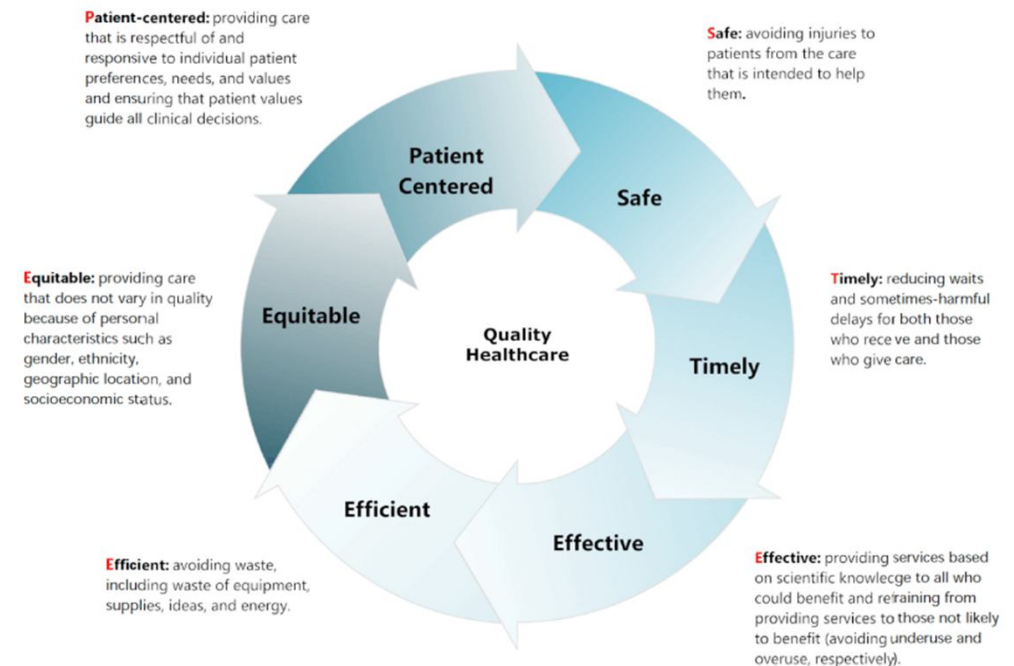 Patient-centered: providing care
that is respectful of and
responsive to individual patient
preferences, needs, and values
and ensuring that patient values
guide all clinical decisions.
Safe: avoiding injuries to
patients from the care
that is intended to help
them.
Patient
Centered
Safe
Equitable: providing care
that does not vary in quality
because of personal
characteristics such as
gender, ethnicity,
geographic location, and
socioeconomic status.
Equitable
Quality
Healthcare
Timely
Timely: reducing waits
and sometimes-harmful
delays for both those
who rece ve and those
who give care.
Efficient
Effective
Efficient: avoiding waste,
including waste of equipment,
supplies, ideas, and energy.
Effective: providing services based
on scientific knowlecge to all who
could benefit and refraining from
providing services to those not likely
to benefit (avoiding underuse and
overuse, respectively).